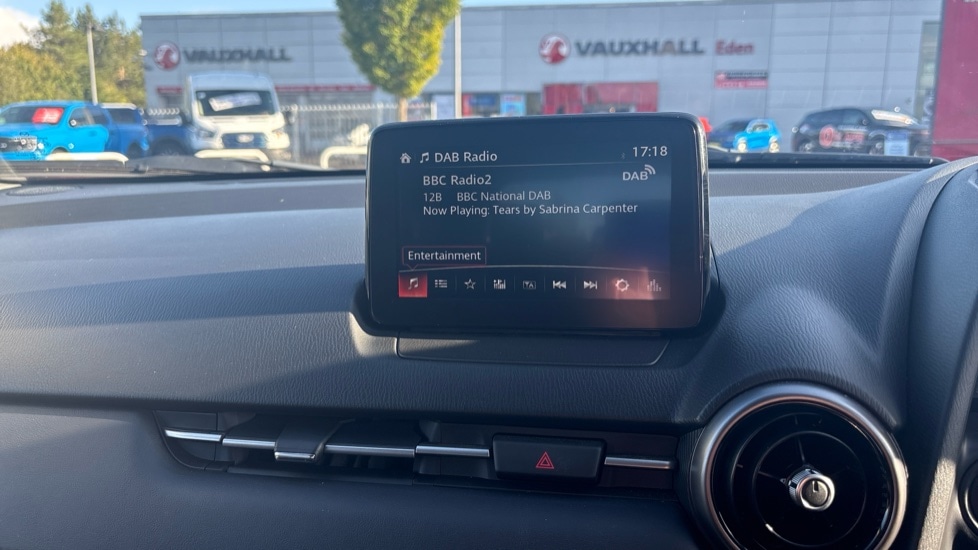 VAUXHALL
VAUXHALL Eden
DAB Radio 17:18
BBC Radio2 DAB
12B BBC National DAB
Now Playing: Tears by Sabrina Carpenter
Entertainment
TA